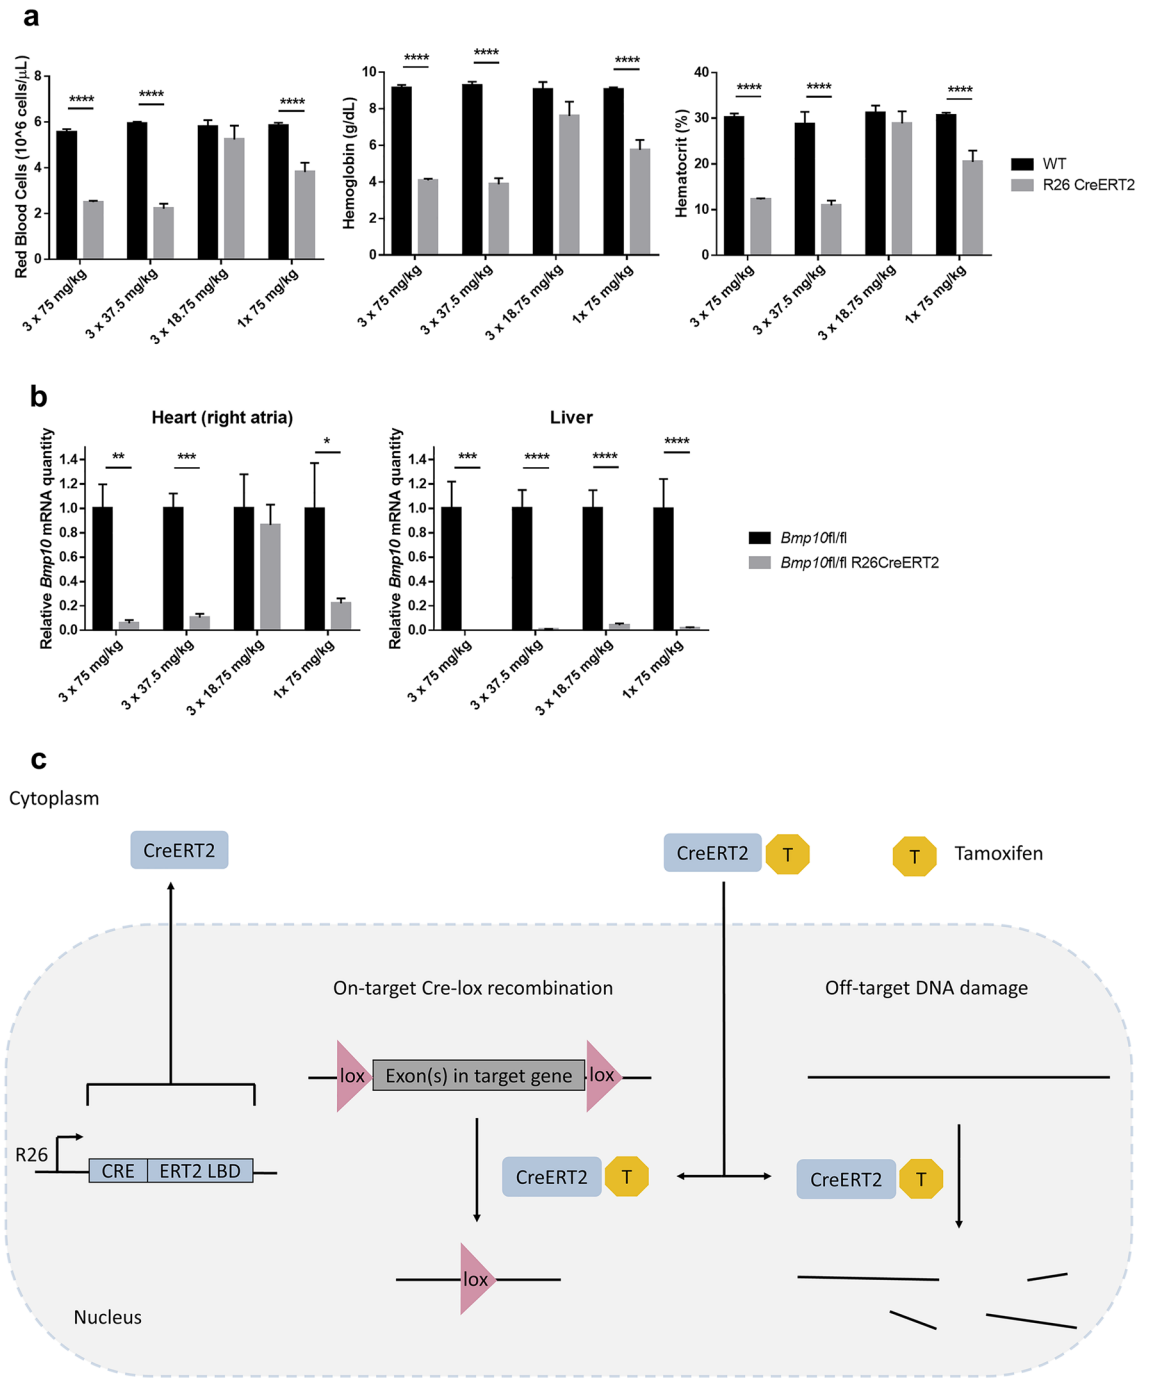 a
Red Blood Cells (10^6 cells/µL)
8
6
4
2
0
****
****
****
3 x 75 mg/kg
3 x 37.5 mg/kg
3 x 18.75 mg/kg
1x 75 mg/kg
Hemoglobin (g/dL)
10
8
6
4
2
0
****
****
****
3 x 75 mg/kg
3 x 37.5 mg/kg
3 x 18.75 mg/kg
1x 75 mg/kg
Hematocrit (%)
40
30
20
10
0
****
****
****
3 x 75 mg/kg
3 x 37.5 mg/kg
3 x 18.75 mg/kg
1x 75 mg/kg
WT
R26 CreERT2
b
Heart (right atria)
Relative Bmp10 mRNA quantity
1.4
1.2
1.0
0.8
0.6
0.4
0.2
0.0
**
***
*
3 x 75 mg/kg
3 x 37.5 mg/kg
3 x 18.75 mg/kg
1x 75 mg/kg
Liver
Relative Bmp10 mRNA quantity
1.4
1.2
1.0
0.8
0.6
0.4
0.2
0.0
***
****
****
****
3 x 75 mg/kg
3 x 37.5 mg/kg
3 x 18.75 mg/kg
1x 75 mg/kg
Bmp10fl/fl
Bmp10fl/fl R26CreERT2
c
Cytoplasm
CreERT2
CreERT2
T
T
Tamoxifen
On-target Cre-lox recombination
Off-target DNA damage
lox
Exon(s) in target gene
lox
R26
CRE
ERT2 LBD
CreERT2
T
CreERT2
T
lox
Nucleus